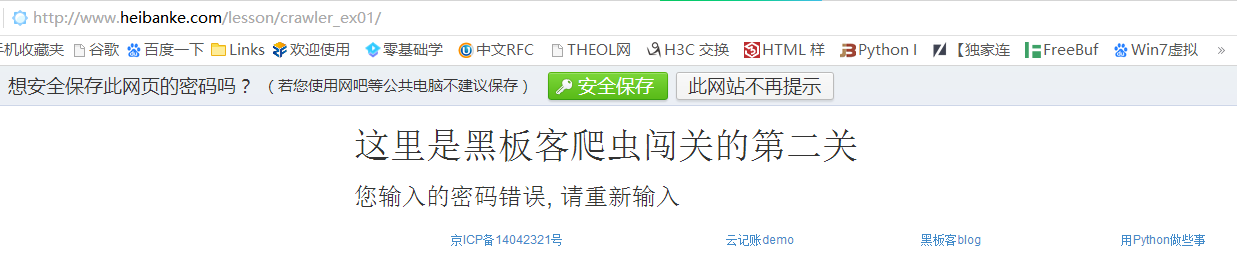 http://www.heibanke.com/lesson/crawler_ex01/
手机收藏夹 谷歌 百度一下 Links 欢迎使用 零基础学 中文RFC THEOL网 H3C 交换 HTML 样 Python I 【独家连 FreeBuf Win7虚拟 »
想安全保存此网页的密码吗？ （若您使用网吧等公共电脑不建议保存） 安全保存 此网站不再提示
这里是黑板客爬虫闯关的第二关
您输入的密码错误, 请重新输入
京ICP备14042321号 云记账demo 黑板客blog 用Python做些事